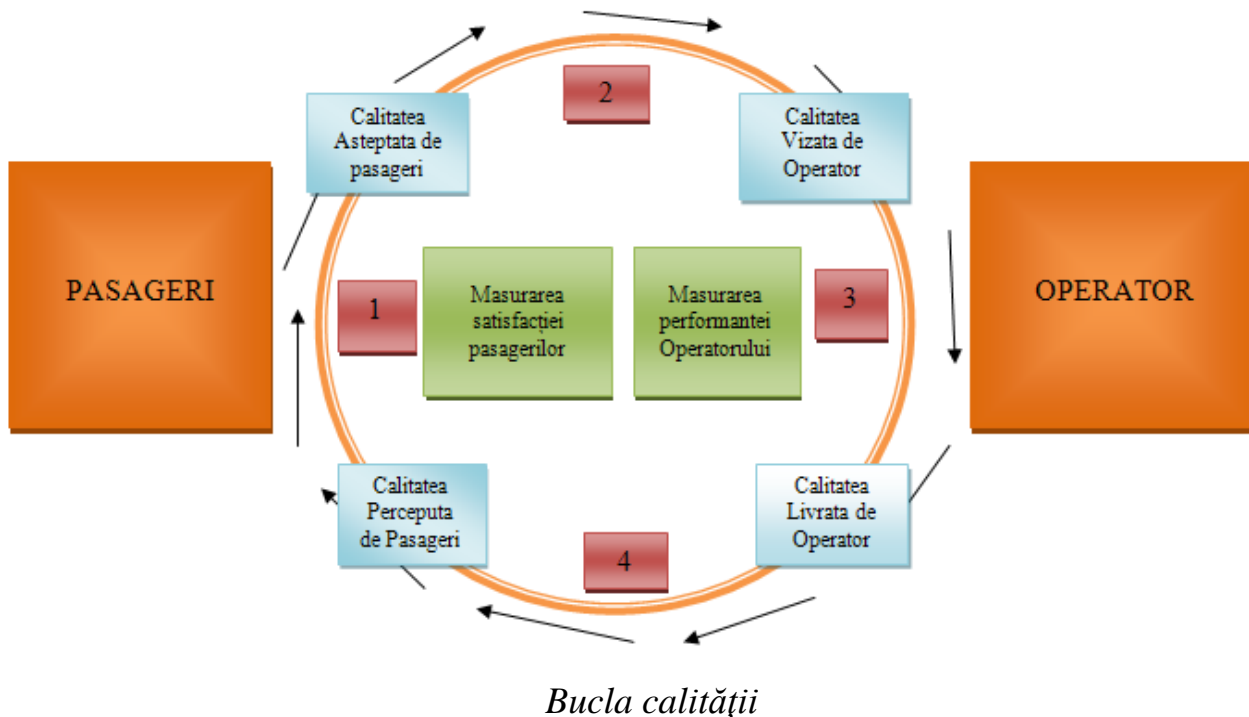 2
Calitatea
Asteptata de
pasageri
Calitatea
Vizata de
Operator
PASAGERI
1
Masurarea
satisfacției
pasagerilor
Masurarea
performantei
Operatorului
3
OPERATOR
Calitatea
Perceputa
de Pasageri
Calitatea
Livrata de
Operator
4
Bucla calităţii